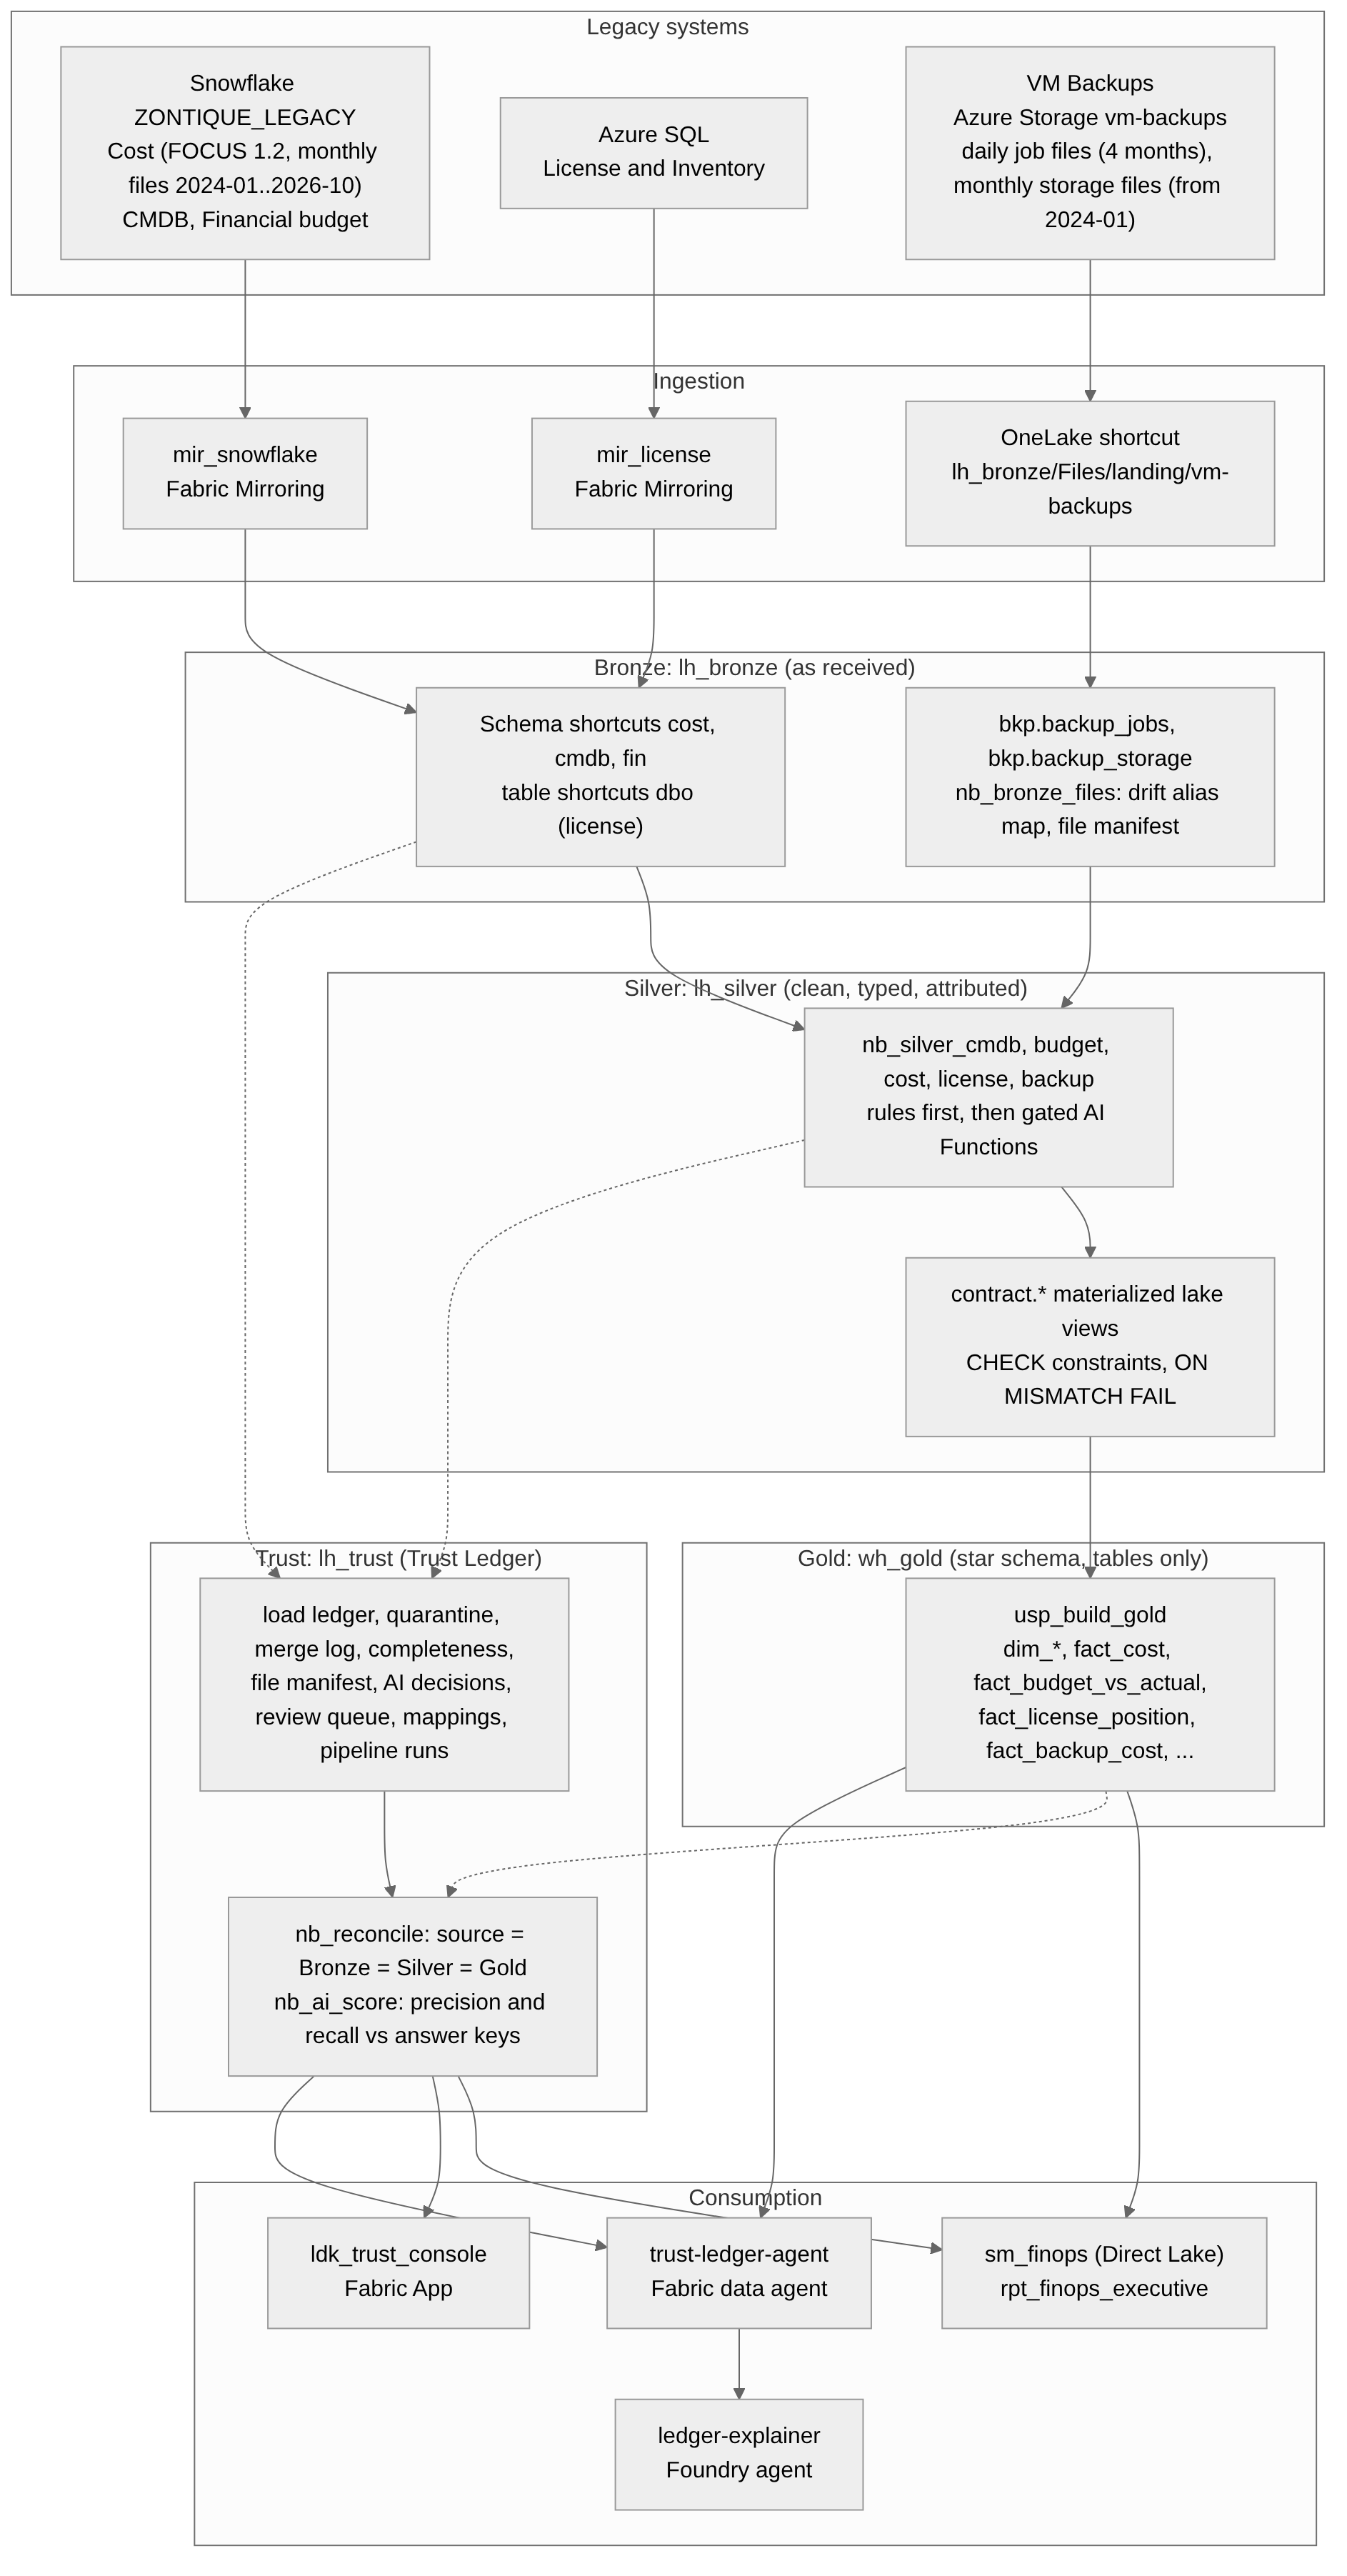 Legacy systems
Snowflake
ZONTIQUE_LEGACY
Cost (FOCUS 1.2, monthly
files 2024-01..2026-10)
CMDB, Financial budget
Azure SQL
License and Inventory
VM Backups
Azure Storage vm-backups
daily job files (4 months),
monthly storage files (from
2024-01)
Ingestion
mir_snowflake
Fabric Mirroring
mir_license
Fabric Mirroring
OneLake shortcut
lh_bronze/Files/landing/vm-
backups
Bronze: lh_bronze (as received)
Schema shortcuts cost,
cmdb, fin
table shortcuts dbo
(license)
bkp.backup_jobs,
bkp.backup_storage
nb_bronze_files: drift alias
map, file manifest
Silver: lh_silver (clean, typed, attributed)
nb_silver_cmdb, budget,
cost, license, backup
rules first, then gated AI
Functions
contract.* materialized lake
views
CHECK constraints, ON
MISMATCH FAIL
Trust: lh_trust (Trust Ledger)
load ledger, quarantine,
merge log, completeness,
file manifest, AI decisions,
review queue, mappings,
pipeline runs
Gold: wh_gold (star schema, tables only)
usp_build_gold
dim_*, fact_cost,
fact_budget_vs_actual,
fact_license_position,
fact_backup_cost, ...
nb_reconcile: source =
Bronze = Silver = Gold
nb_ai_score: precision and
recall vs answer keys
Consumption
ldk_trust_console
Fabric App
trust-ledger-agent
Fabric data agent
sm_finops (Direct Lake)
rpt_finops_executive
ledger-explainer
Foundry agent